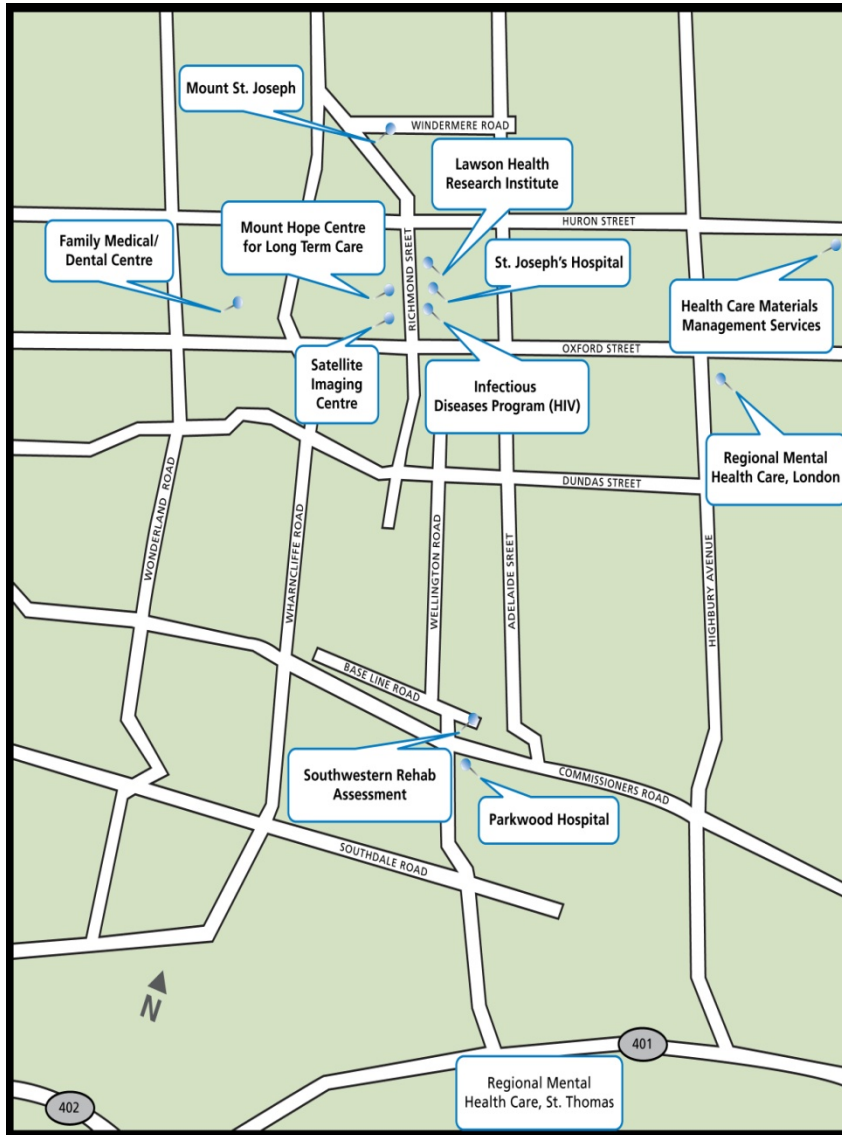 Mount St. Joseph
WINDERMERE ROAD
Lawson Health
Research Institute
HURON STREET
Family Medical/
Dental Centre
Mount Hope Centre
for Long Term Care
RICHMOND SREET
St. Joseph's Hospital
Health Care Materials
Management Services
OXFORD STREET
Satellite
Imaging
Centre
Infectious
Diseases Program (HIV)
Regional Mental
Health Care, London
DUNDAS STREET
WONDERLAND ROAD
WHARNCLIFFE ROAD
WELLINGTON ROAD
ADELAIDE SREET
HIGHBURY AVENUE
BASE LINE ROAD
Southwestern Rehab
Assessment
COMMISSIONERS ROAD
Parkwood Hospital
SOUTHDALE ROAD
N
401
Regional Mental
Health Care, St. Thomas
402